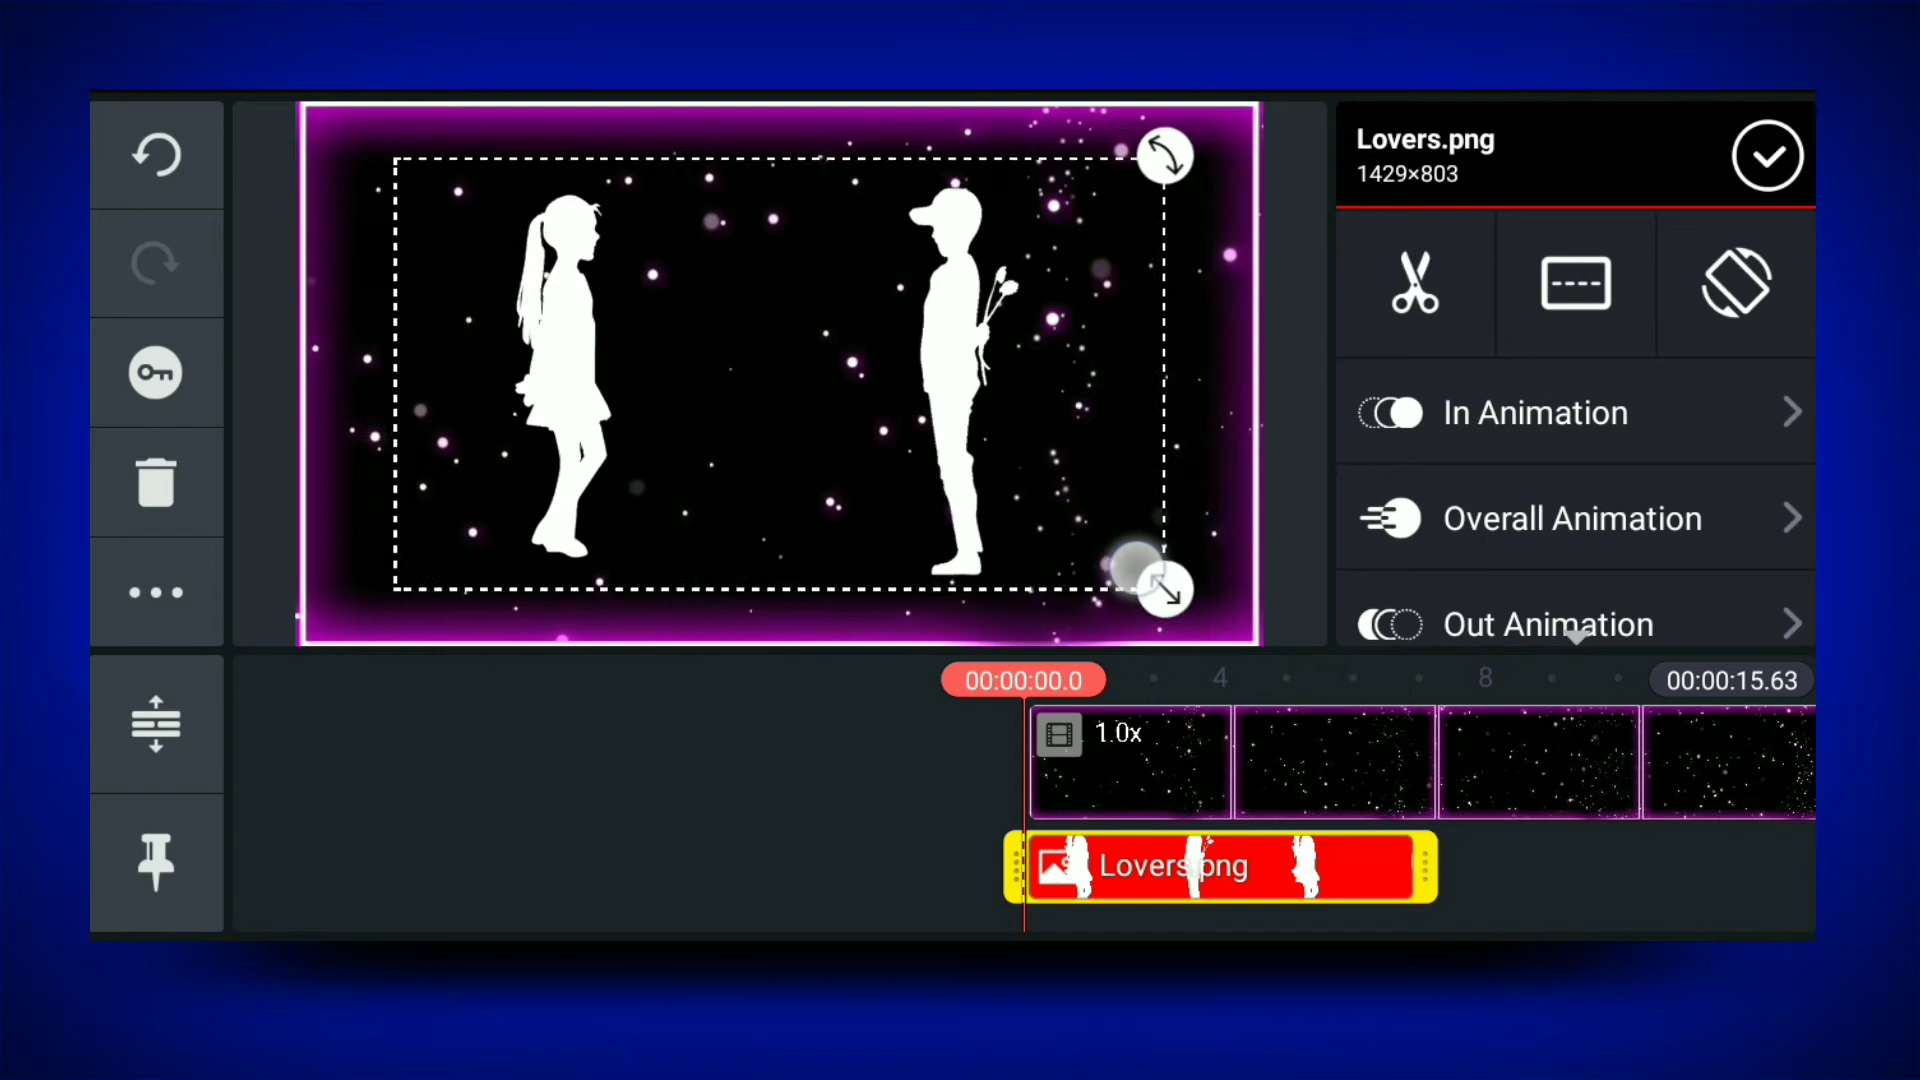 Lovers.png
1429×803
In Animation
Overall Animation
Out Animation
00:00:00.0
4
8
00:00:15.63
1.0x
Lovers.png